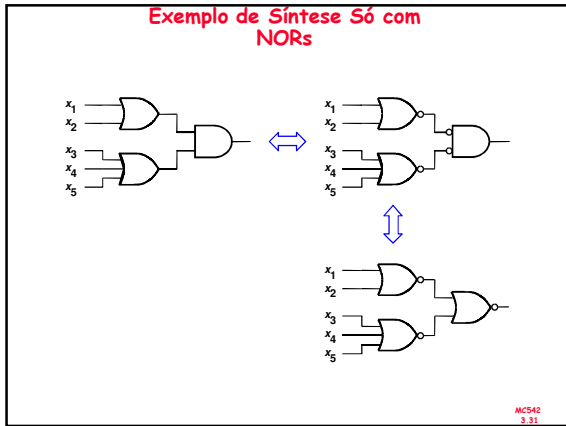 Exemplo de Síntese Só com
NORs
x1
x2
x3
x4
x5
x1
x2
x3
x4
x5
x1
x2
x3
x4
x5
MC542
3.31